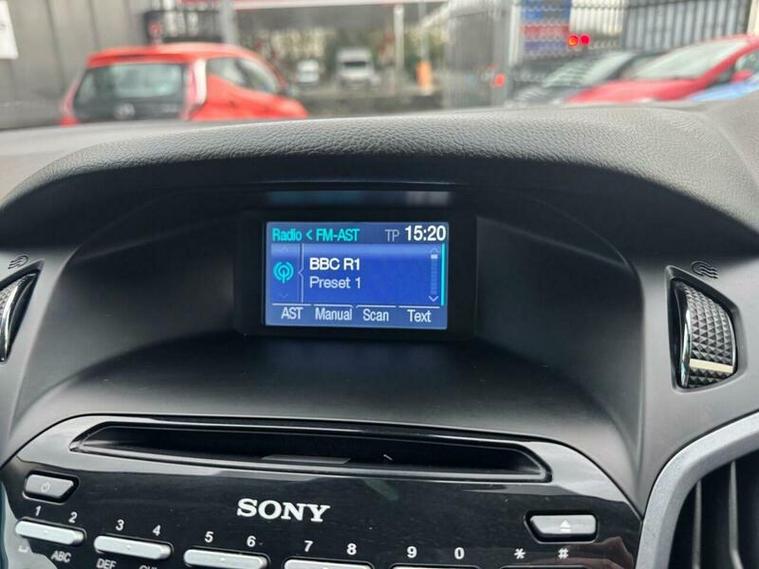 Radio < FM-AST TP 15:20
BBC R1
Preset 1
AST Manual Scan Text
SONY
1 2 3 4 5 6 7 8 9 0 * #
ABC DEF